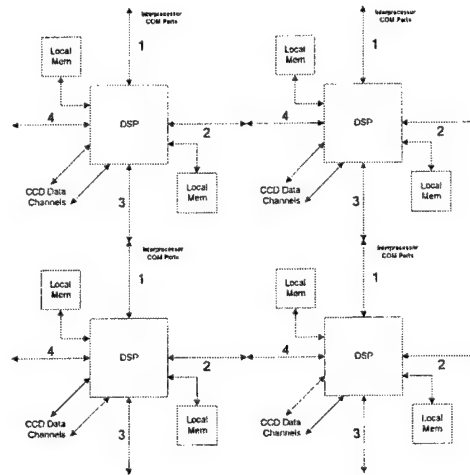 Interprocessor
COM Ports
1
Local
Mem
4
DSP
2
CCD Data
Channels
3
Local
Mem
Interprocessor
COM Ports
1
Local
Mem
4
DSP
2
CCD Data
Channels
3
Local
Mem
Interprocessor
COM Ports
1
Local
Mem
4
DSP
2
CCD Data
Channels
3
Local
Mem
Interprocessor
COM Ports
1
Local
Mem
4
DSP
2
CCD Data
Channels
3
Local
Mem